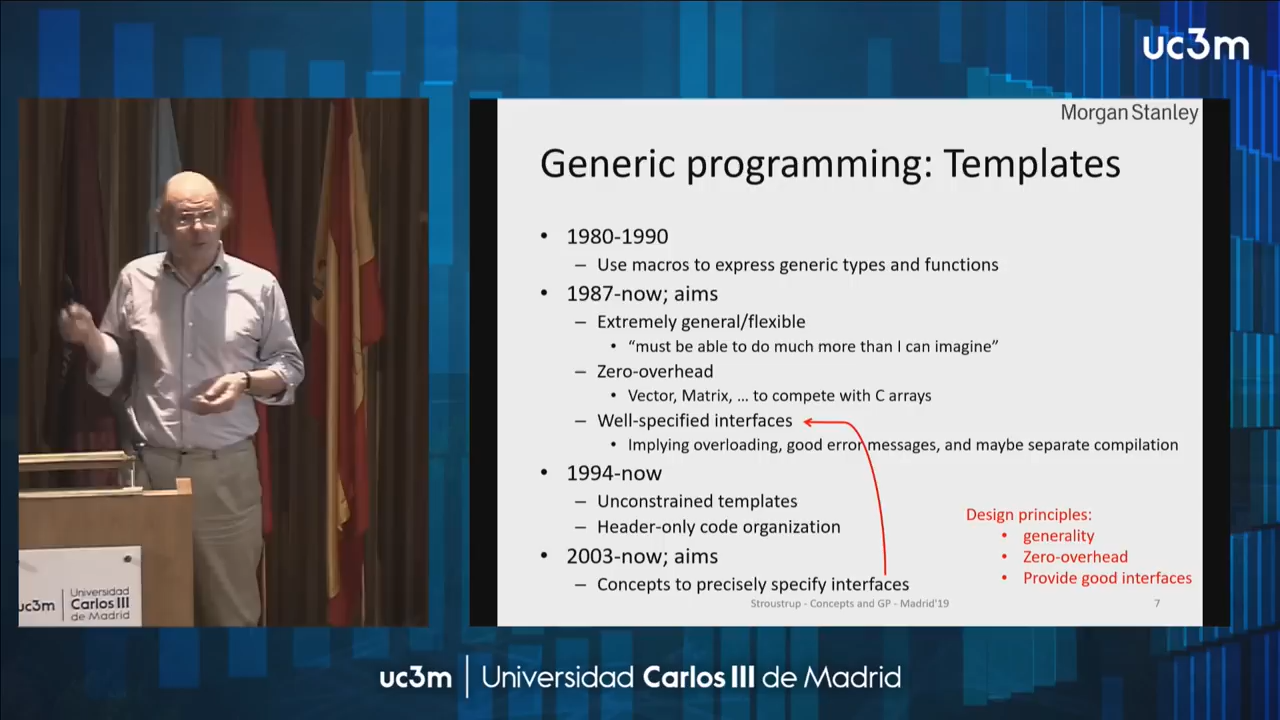 uc3m
Morgan Stanley
Generic programming: Templates
• 1980-1990
– Use macros to express generic types and functions
• 1987-now; aims
– Extremely general/flexible
• “must be able to do much more than I can imagine”
– Zero-overhead
• Vector, Matrix, … to compete with C arrays
– Well-specified interfaces
• Implying overloading, good error messages, and maybe separate compilation
• 1994-now
– Unconstrained templates
– Header-only code organization
• 2003-now; aims
– Concepts to precisely specify interfaces
Design principles:
• generality
• Zero-overhead
• Provide good interfaces
Stroustrup - Concepts and GP - Madrid'19
7
uc3m
Universidad
Carlos III
de Madrid
uc3m | Universidad Carlos III de Madrid